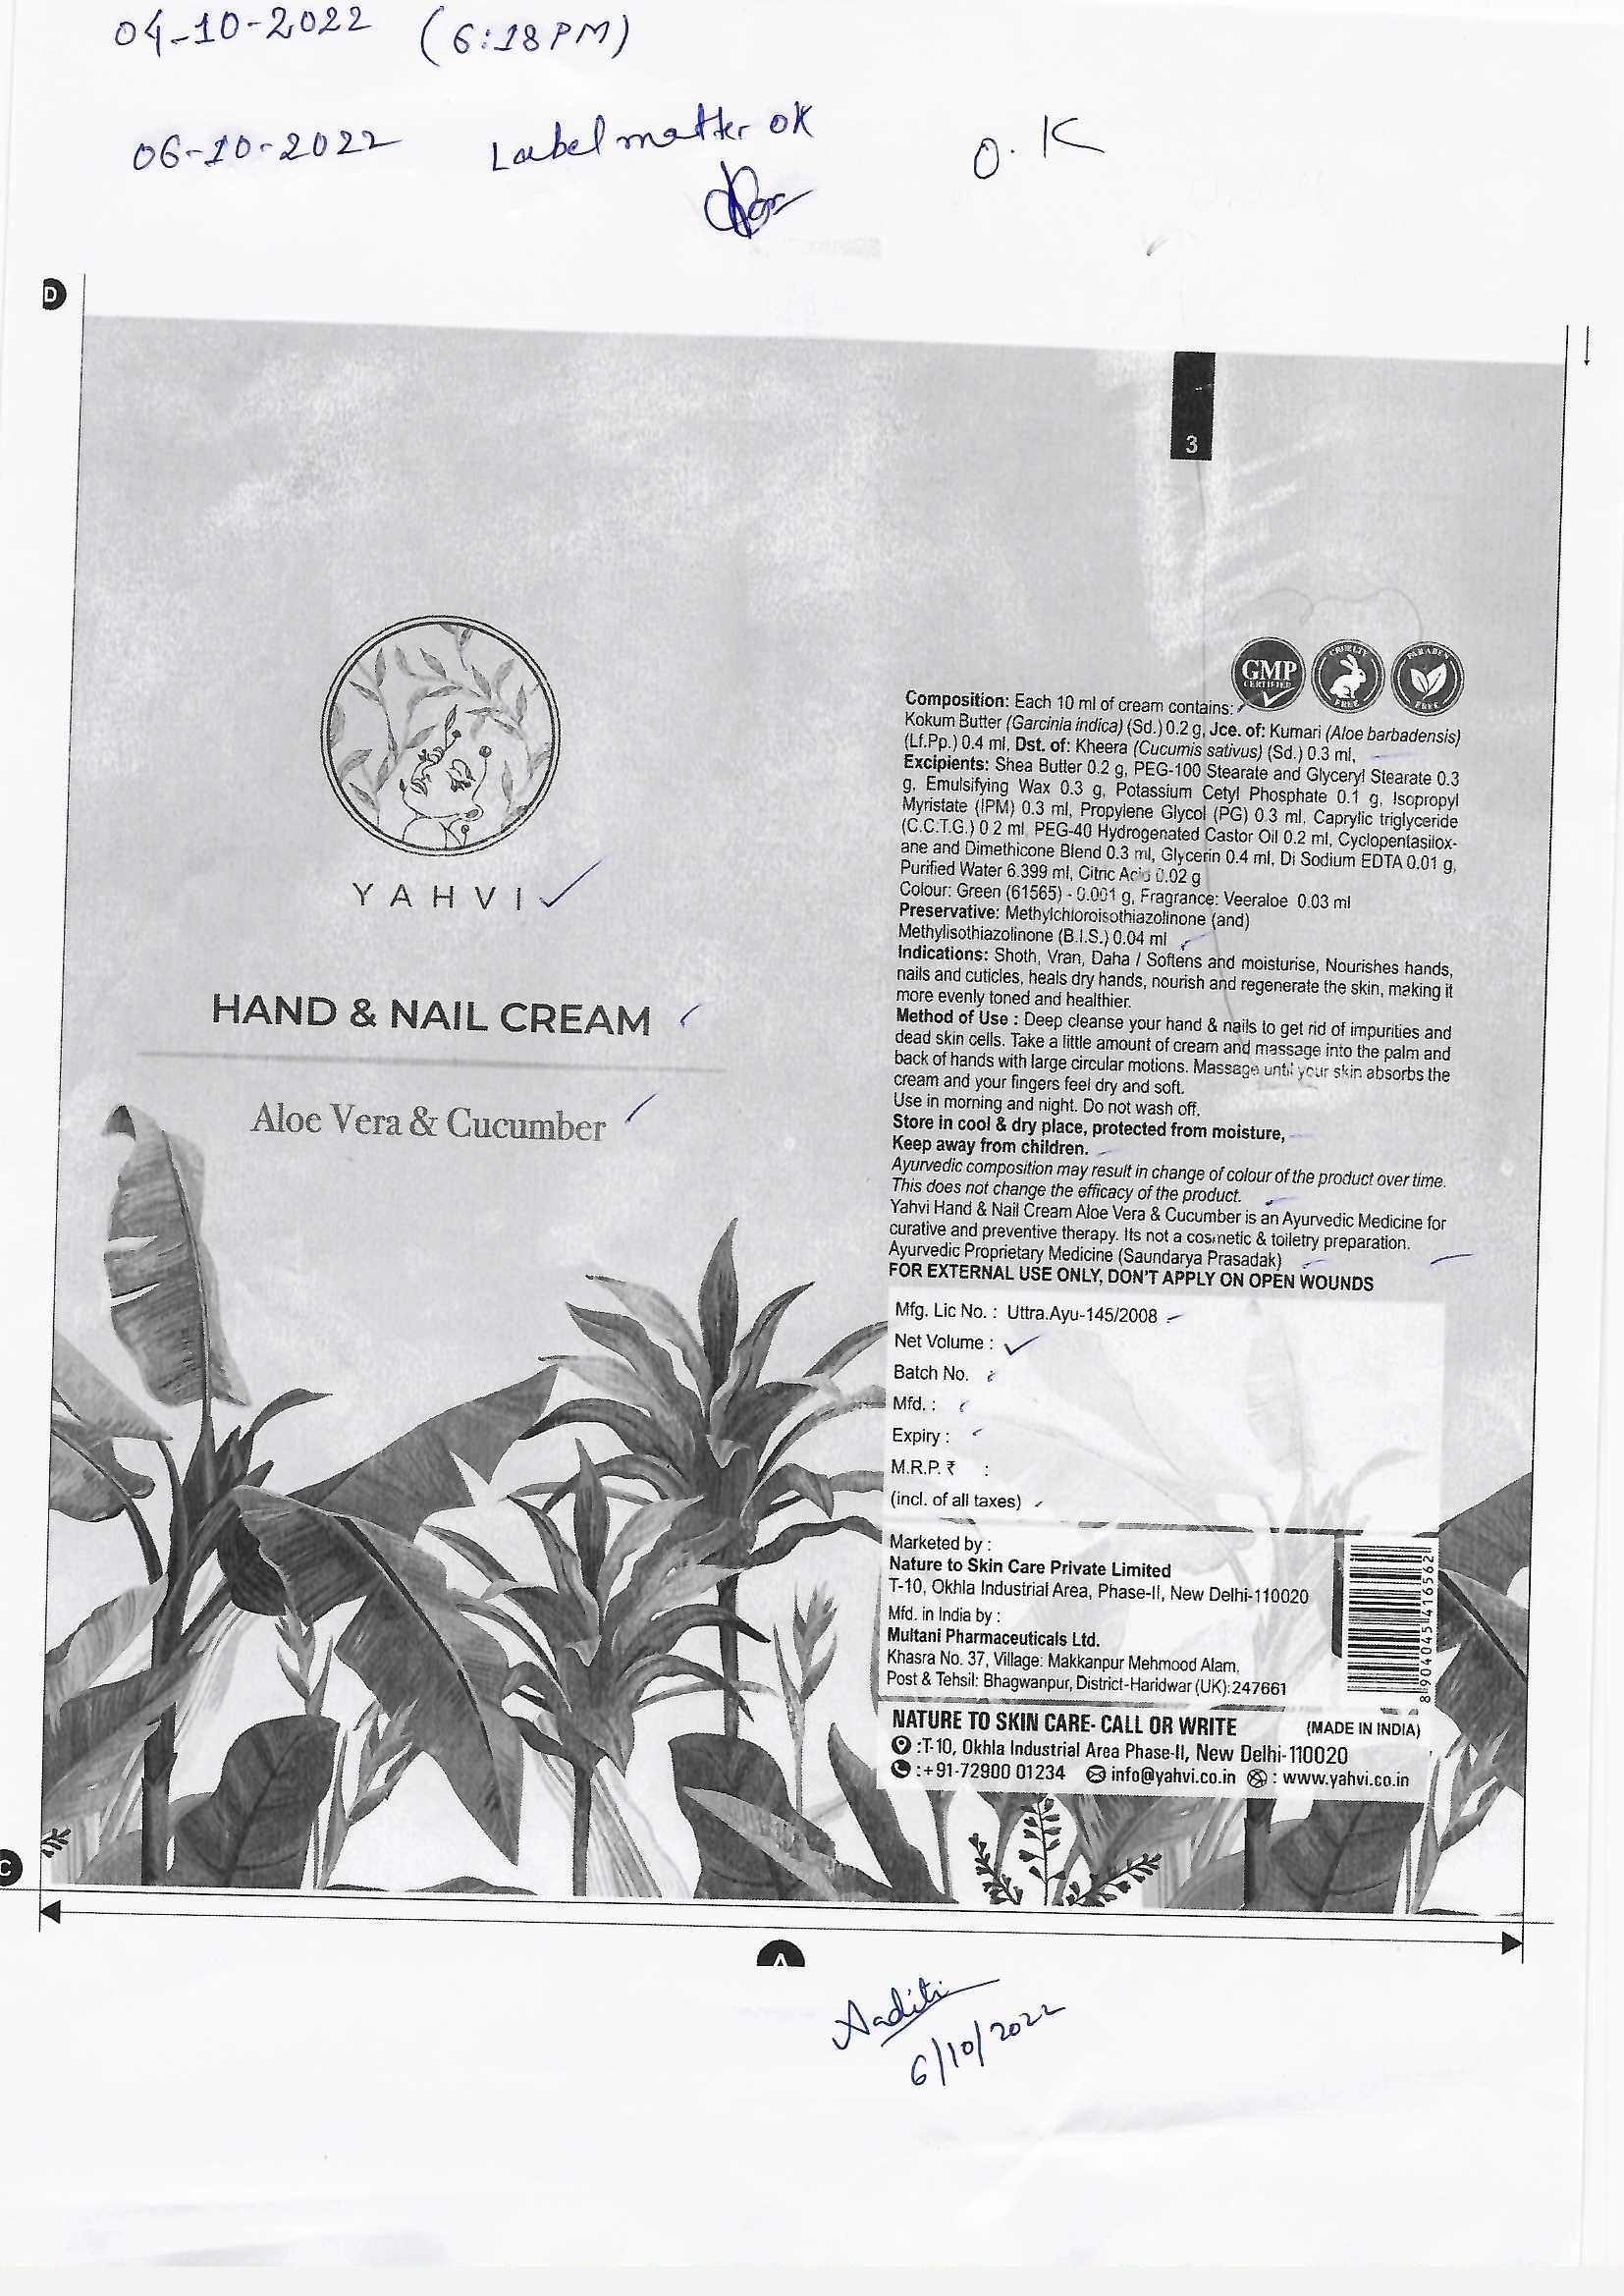 04-10-2022 (6:18 PM)
06-10-2022 Label matter OK O.K
D
3
GMP
CERTIFIED
CRUELTY
FREE
PARABEN
FREE
YAHVI
HAND & NAIL CREAM
Aloe Vera & Cucumber
Composition: Each 10 ml of cream contains:
Kokum Butter (Garcinia indica) (Sd.) 0.2 g, Jce. of: Kumari (Aloe barbadensis)
(Lf.Pp.) 0.4 ml, Dst. of: Kheera (Cucumis sativus) (Sd.) 0.3 ml,
Excipients: Shea Butter 0.2 g, PEG-100 Stearate and Glyceryl Stearate 0.3
g, Emulsifying Wax 0.3 g, Potassium Cetyl Phosphate 0.1 g, Isopropyl
Myristate (IPM) 0.3 ml, Propylene Glycol (PG) 0.3 ml, Caprylic triglyceride
(C.C.T.G.) 0 2 ml, PEG-40 Hydrogenated Castor Oil 0.2 ml, Cyclopentasilox-
ane and Dimethicone Blend 0.3 ml, Glycerin 0.4 ml, Di Sodium EDTA 0.01 g,
Purified Water 6.399 ml, Citric Acid 0.02 g
Colour: Green (61565) - 0.001 g, Fragrance: Veeraloe 0.03 ml
Preservative: Methylchloroisothiazolinone (and)
Methylisothiazolinone (B.I.S.) 0.04 ml
Indications: Shoth, Vran, Daha / Softens and moisturise, Nourishes hands,
nails and cuticles, heals dry hands, nourish and regenerate the skin, making it
more evenly toned and healthier.
Method of Use : Deep cleanse your hand & nails to get rid of impurities and
dead skin cells. Take a little amount of cream and massage into the palm and
back of hands with large circular motions. Massage until your skin absorbs the
cream and your fingers feel dry and soft.
Use in morning and night. Do not wash off.
Store in cool & dry place, protected from moisture,
Keep away from children.
Ayurvedic composition may result in change of colour of the product over time.
This does not change the efficacy of the product.
Yahvi Hand & Nail Cream Aloe Vera & Cucumber is an Ayurvedic Medicine for
curative and preventive therapy. Its not a cosmetic & toiletry preparation.
Ayurvedic Proprietary Medicine (Saundarya Prasadak)
FOR EXTERNAL USE ONLY, DON'T APPLY ON OPEN WOUNDS
Mfg. Lic No. : Uttra.Ayu-145/2008
Net Volume :
Batch No.
Mfd. :
Expiry :
M.R.P. ₹ :
(incl. of all taxes)
Marketed by :
Nature to Skin Care Private Limited
T-10, Okhla Industrial Area, Phase-II, New Delhi-110020
Mfd. in India by :
Multani Pharmaceuticals Ltd.
Khasra No. 37, Village: Makkanpur Mehmood Alam,
Post & Tehsil: Bhagwanpur, District-Haridwar (UK):247661
8 904045 416562
NATURE TO SKIN CARE- CALL OR WRITE (MADE IN INDIA)
:T-10, Okhla Industrial Area Phase-II, New Delhi-110020
:+91-72900 01234 info@yahvi.co.in : www.yahvi.co.in
C
A
Aaditi
6/10/2022